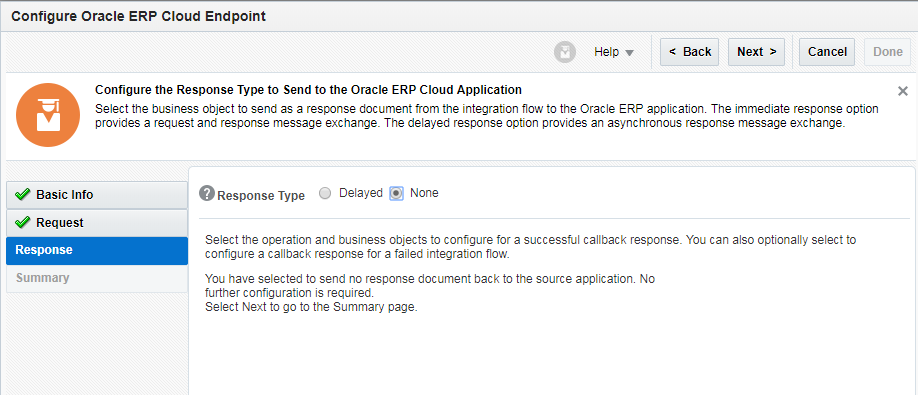 Configure Oracle ERP Cloud Endpoint
Help
< Back
Next >
Cancel
Done
Configure the Response Type to Send to the Oracle ERP Cloud Application
Select the business object to send as a response document from the integration flow to the Oracle ERP application. The immediate response option
provides a request and response message exchange. The delayed response option provides an asynchronous response message exchange.
Basic Info
Request
Response
Summary
? Response Type Delayed None
Select the operation and business objects to configure for a successful callback response. You can also optionally select to
configure a callback response for a failed integration flow.
You have selected to send no response document back to the source application. No
further configuration is required.
Select Next to go to the Summary page.